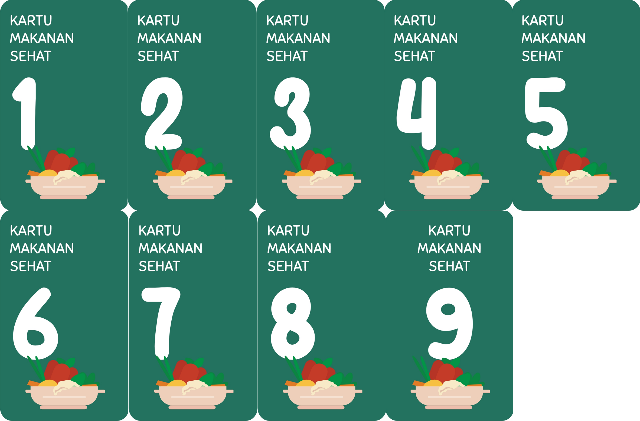 KARTU
MAKANAN
SEHAT
1
KARTU
MAKANAN
SEHAT
2
KARTU
MAKANAN
SEHAT
3
KARTU
MAKANAN
SEHAT
4
KARTU
MAKANAN
SEHAT
5
KARTU
MAKANAN
SEHAT
6
KARTU
MAKANAN
SEHAT
7
KARTU
MAKANAN
SEHAT
8
KARTU
MAKANAN
SEHAT
9